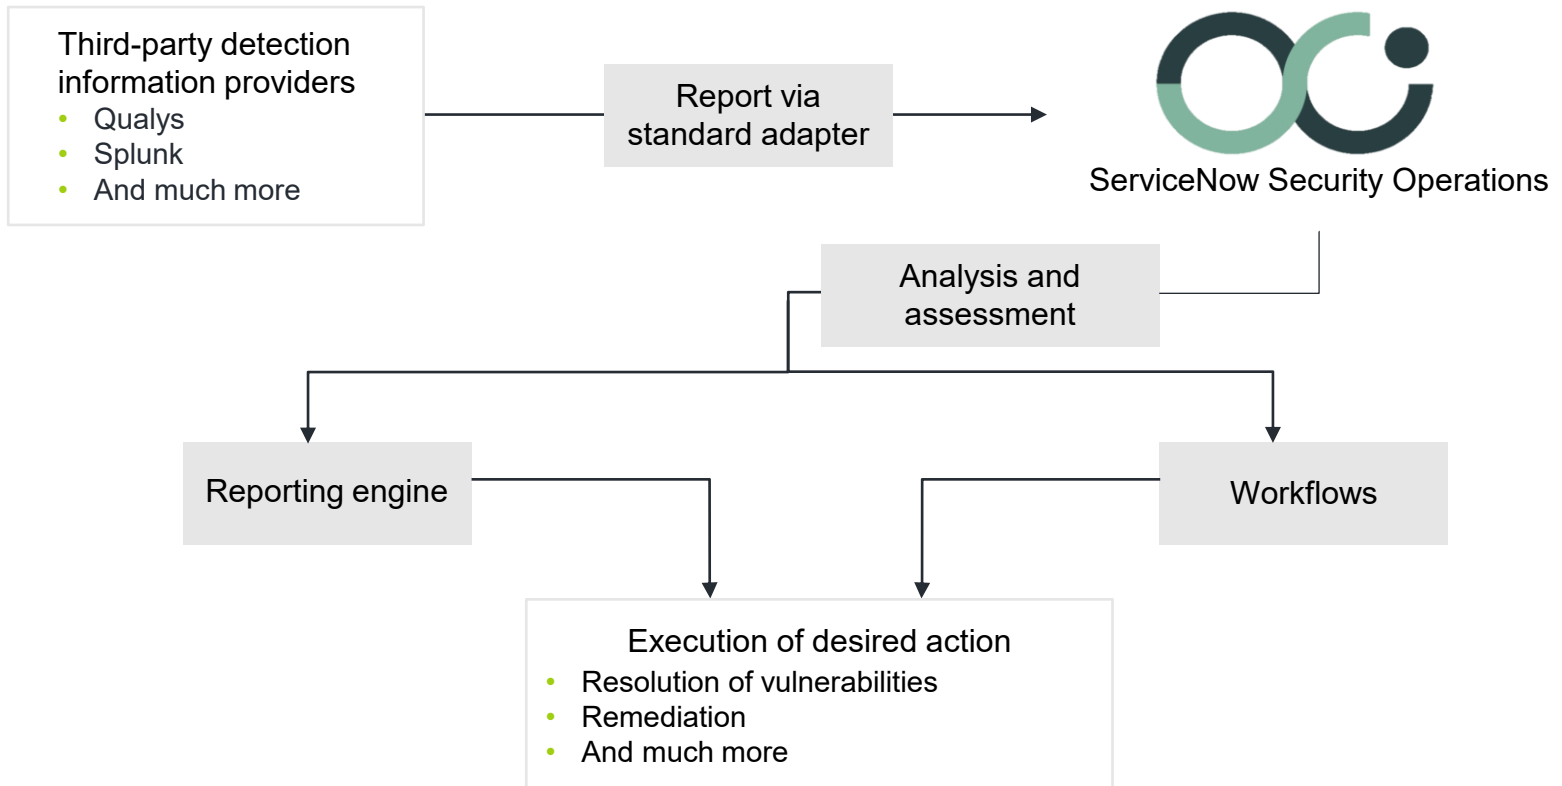 Third-party detection
information providers
• Qualys
• Splunk
• And much more
Report via
standard adapter
ServiceNow Security Operations
Analysis and
assessment
Reporting engine
Workflows
Execution of desired action
• Resolution of vulnerabilities
• Remediation
• And much more